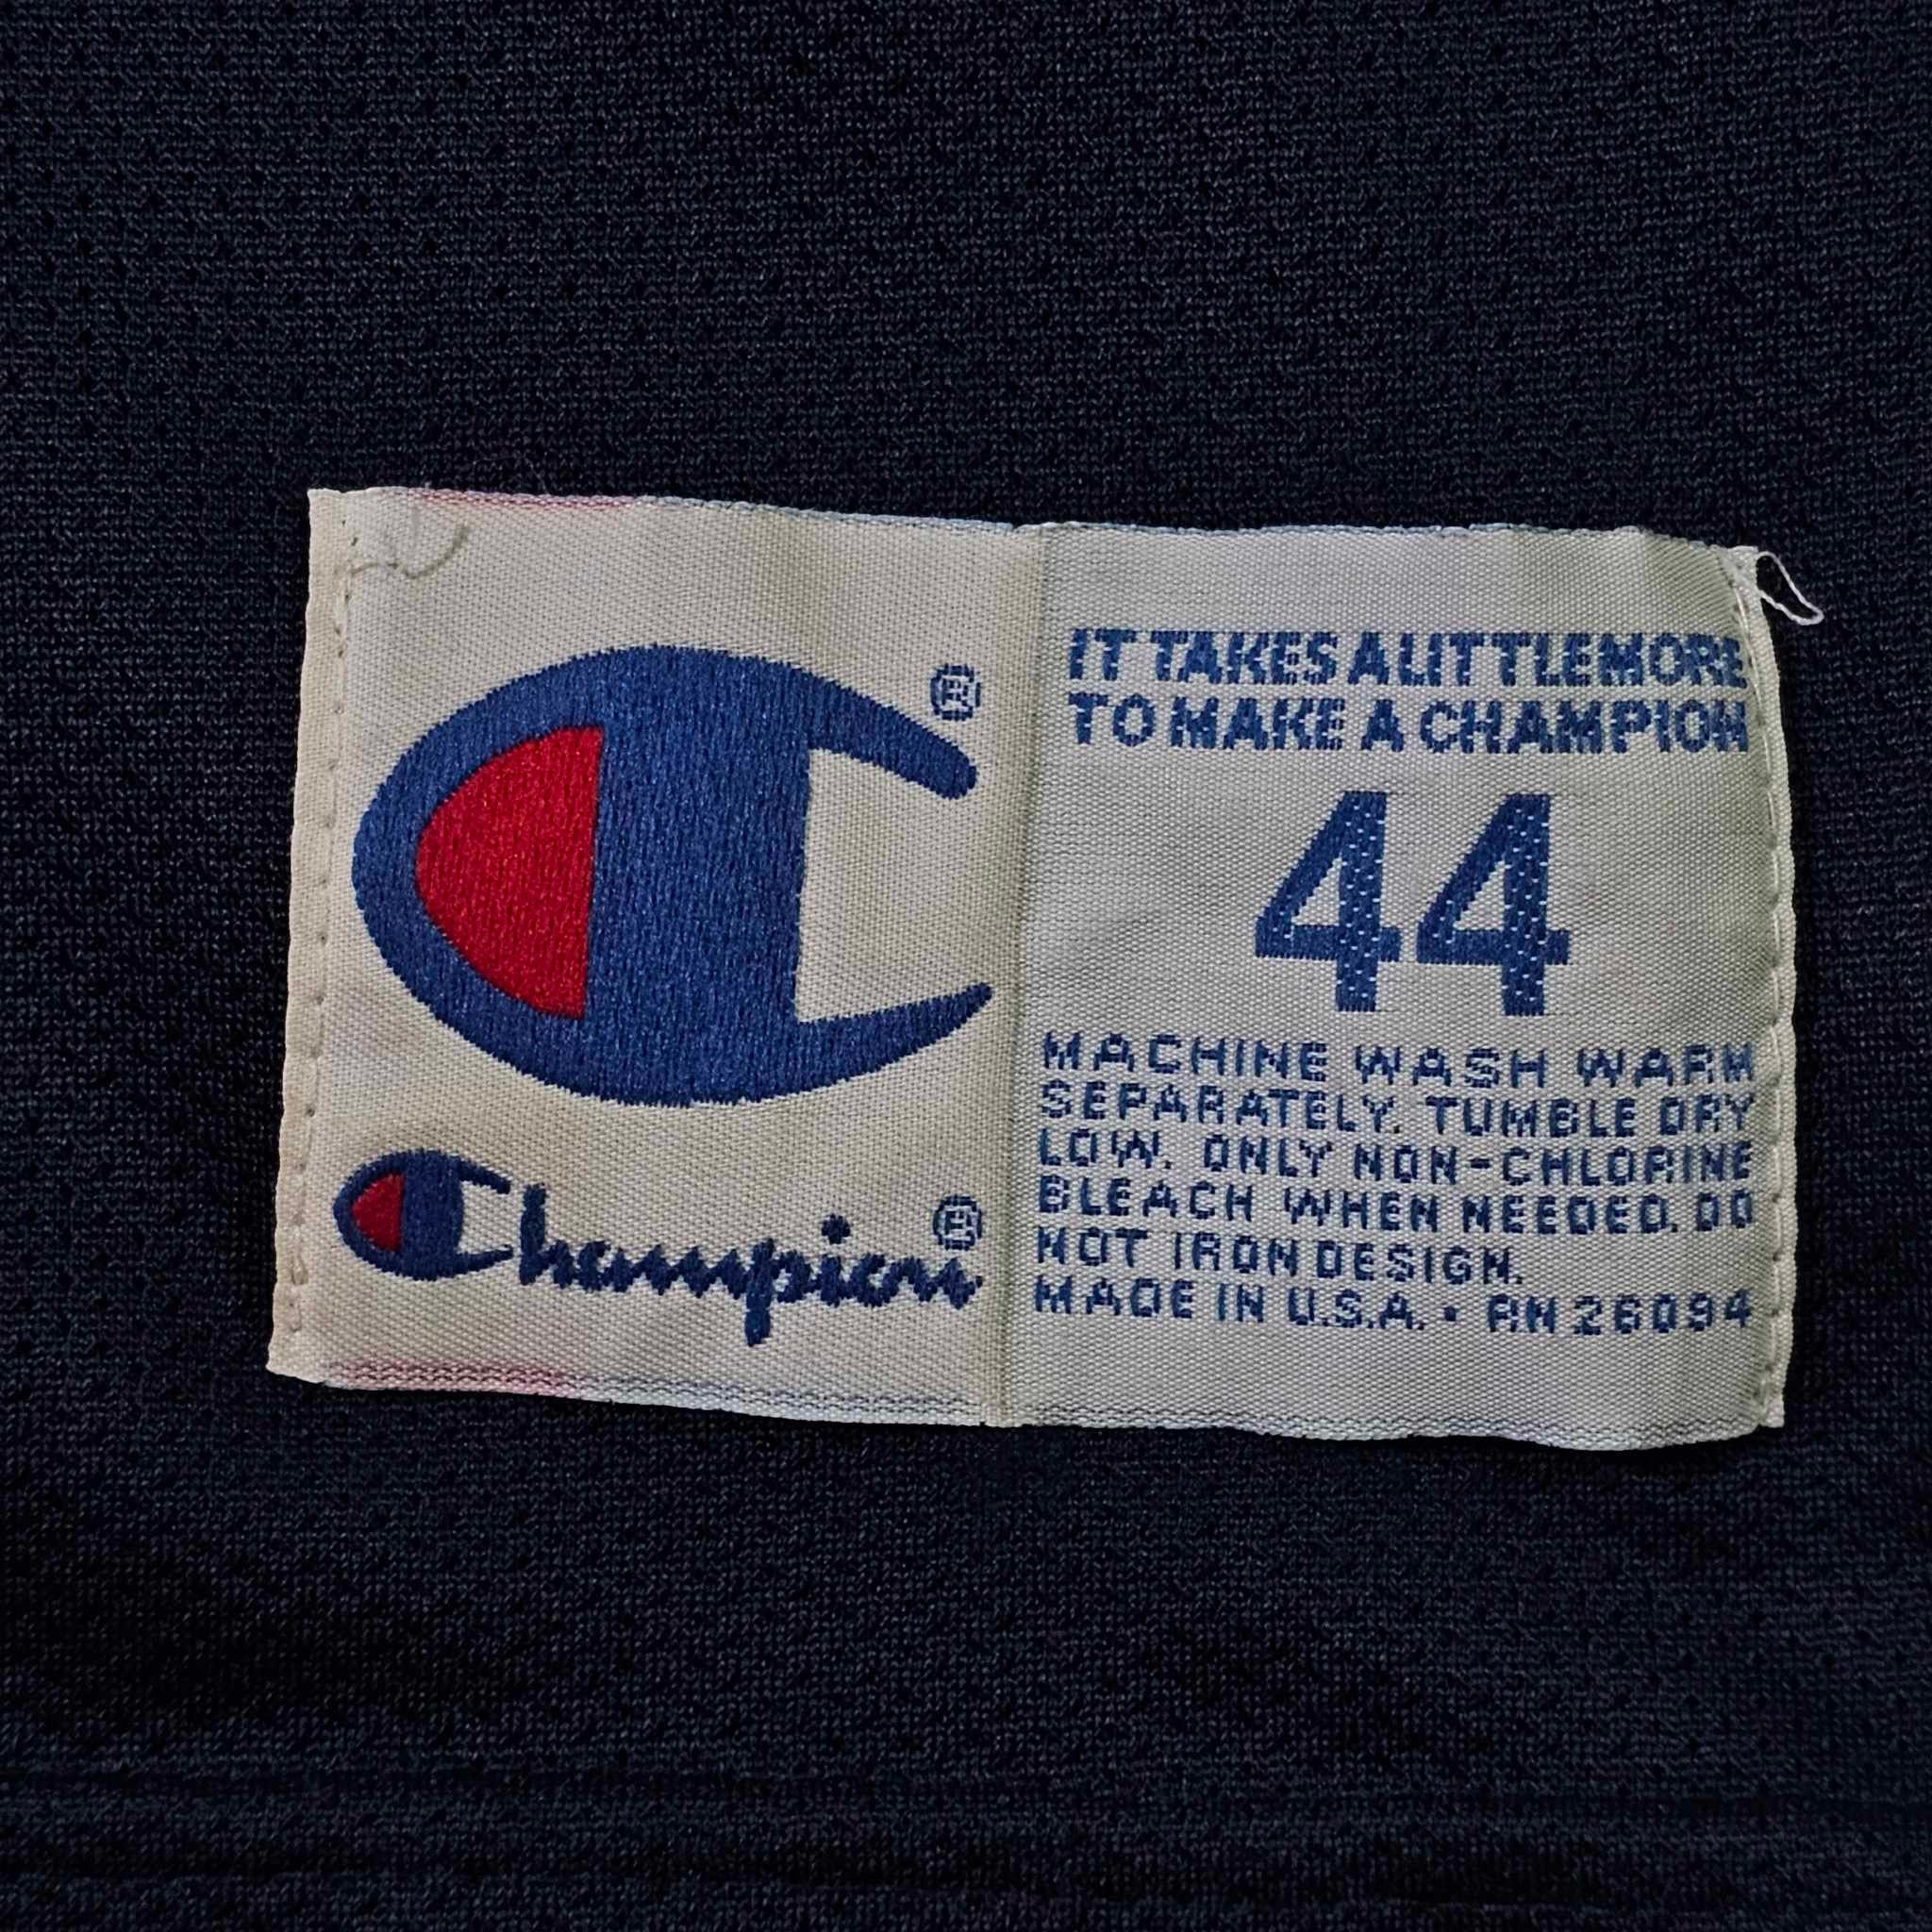 ®
Champion®
IT TAKES A LITTLE MORE
TO MAKE A CHAMPION
44
MACHINE WASH WARM
SEPARATELY. TUMBLE DRY
LOW. ONLY NON-CHLORINE
BLEACH WHEN NEEDED. DO
NOT IRON DESIGN.
MADE IN U.S.A. • RN 26094